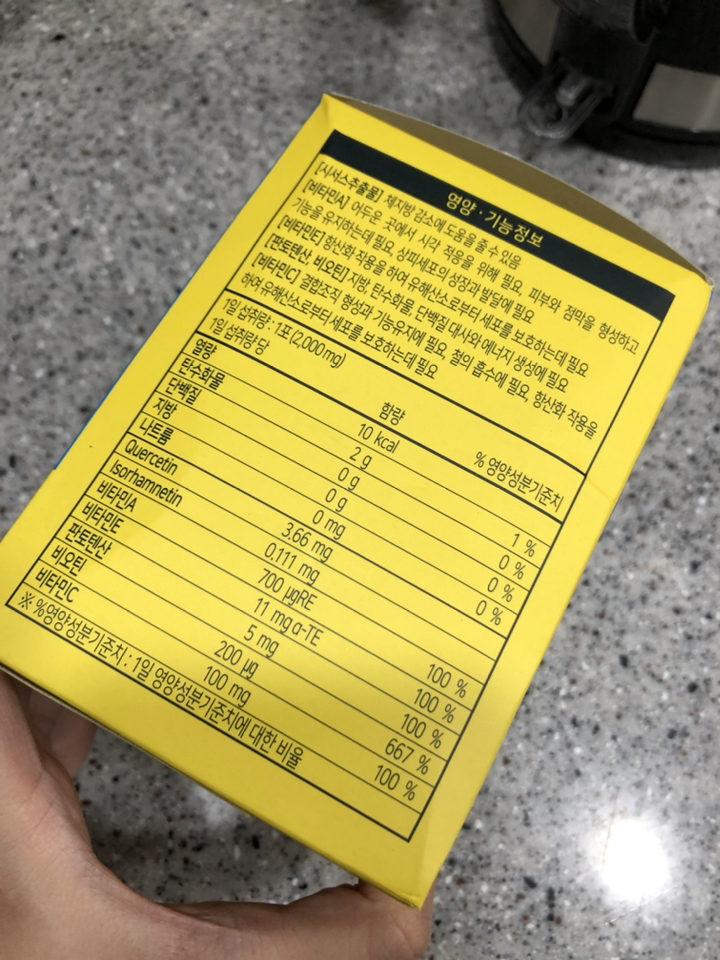 영양·기능정보
[시서스추출물] 체지방 감소에 도움을 줄 수 있음
[비타민A] 어두운 곳에서 시각 적응을 위해 필요, 피부와 점막을 형성하고
기능을 유지하는데 필요, 상피세포의 성장과 발달에 필요
[비타민E] 항산화 작용을 하여 유해산소로부터 세포를 보호하는데 필요
[판토텐산, 비오틴] 지방, 탄수화물, 단백질 대사와 에너지 생성에 필요
[비타민C] 결합조직 형성과 기능유지에 필요, 철의 흡수에 필요, 항산화 작용을
하여 유해산소로부터 세포를 보호하는데 필요
1일 섭취량 : 1포 (2,000 mg)
1일 섭취량 당 함량 % 영양성분기준치
열량 10 kcal
탄수화물 2 g 1 %
단백질 0 g 0 %
지방 0 g 0 %
나트륨 0 mg 0 %
Quercetin 3.66 mg
Isorhamnetin 0.111 mg
비타민A 700 μgRE 100 %
비타민E 11 mg α-TE 100 %
판토텐산 5 mg 100 %
비오틴 200 μg 667 %
비타민C 100 mg 100 %
※ %영양성분기준치 : 1일 영양성분기준치에 대한 비율